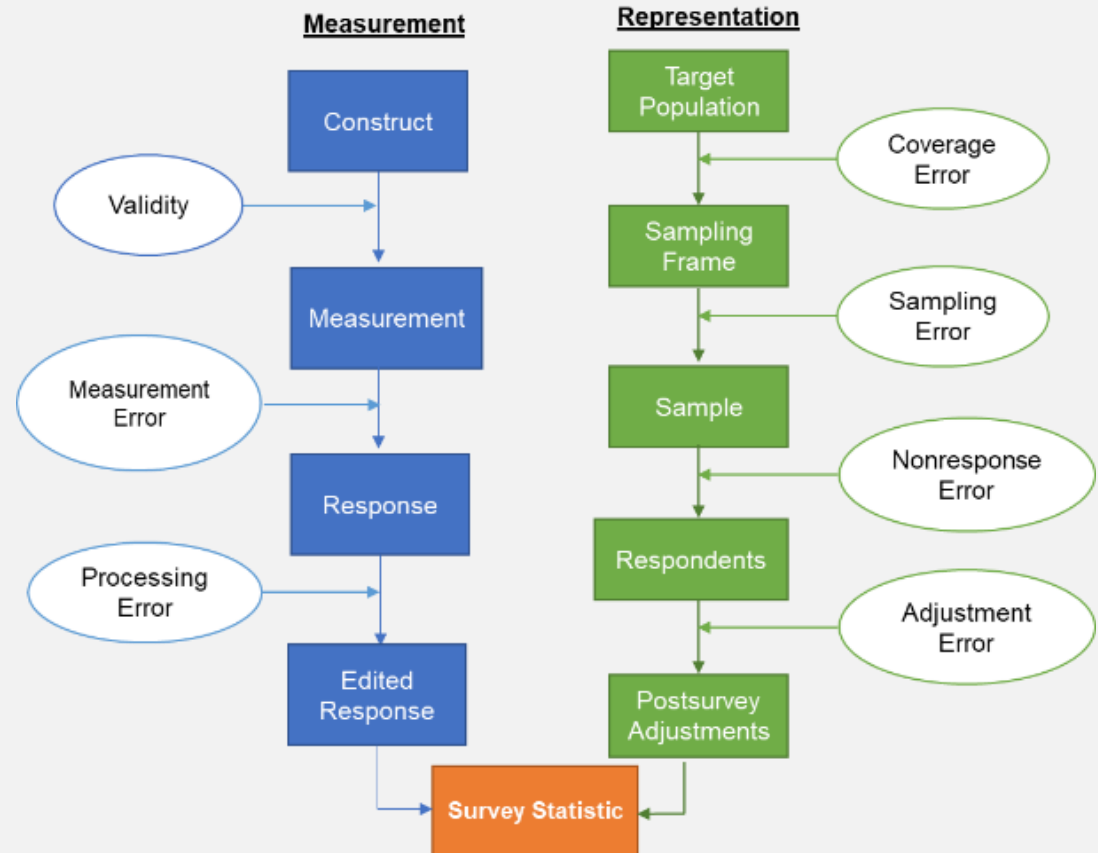 Measurement
Representation
Construct
Validity
Measurement
Measurement
Error
Response
Processing
Error
Edited
Response
Target
Population
Coverage
Error
Sampling
Frame
Sampling
Error
Sample
Nonresponse
Error
Respondents
Adjustment
Error
Postsurvey
Adjustments
Survey Statistic